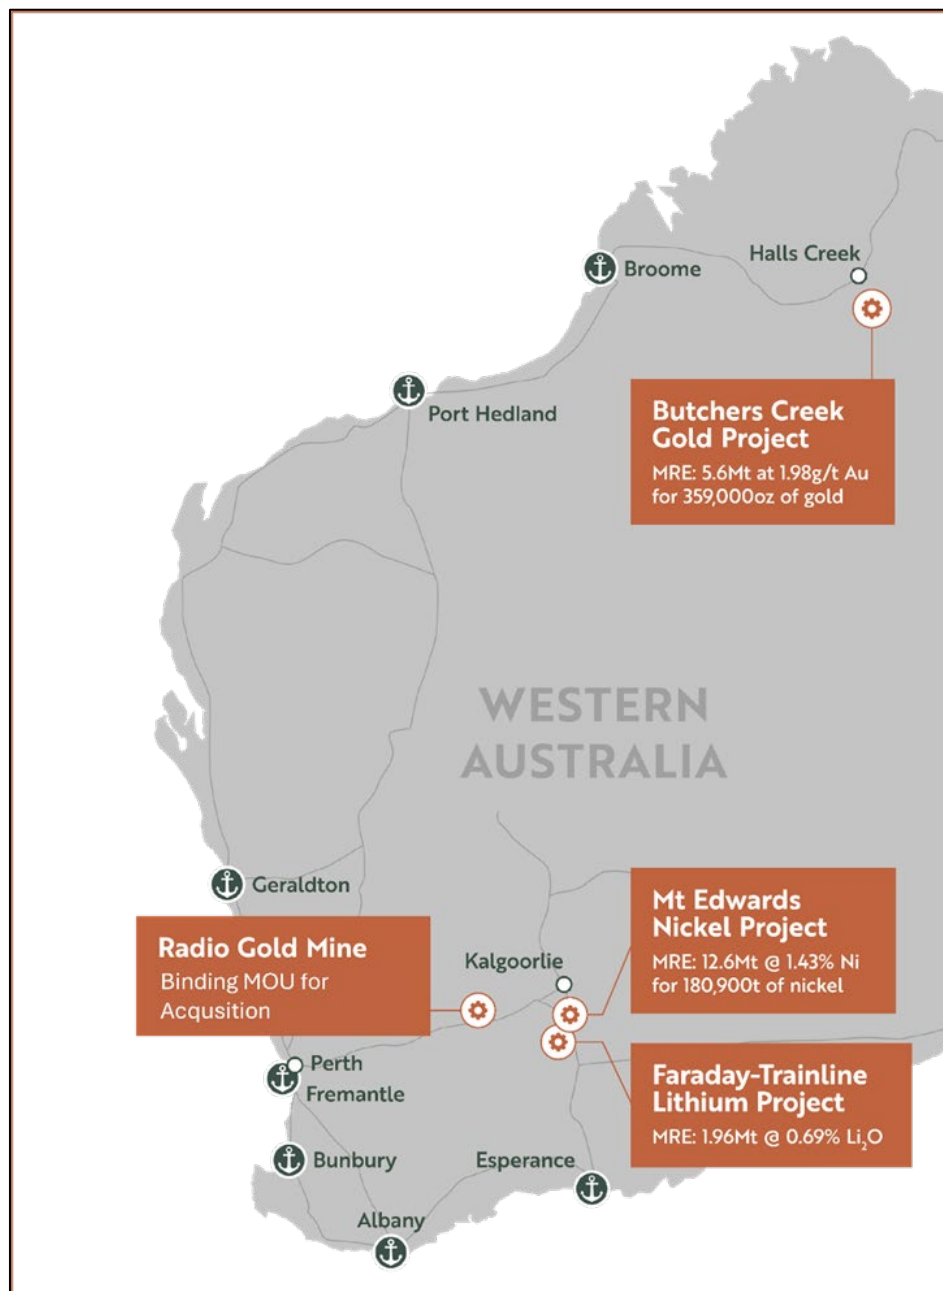 Halls Creek
Broome
Port Hedland
Butchers Creek
Gold Project
MRE: 5.6Mt at 1.98g/t Au
for 359,000oz of gold
WESTERN
AUSTRALIA
Geraldton
Mt Edwards
Nickel Project
MRE: 12.6Mt @ 1.43% Ni
for 180,900t of nickel
Radio Gold Mine
Binding MOU for
Acqusition
Kalgoorlie
Perth
Fremantle
Faraday-Trainline
Lithium Project
MRE: 1.96Mt @ 0.69% Li₂O
Bunbury
Esperance
Albany